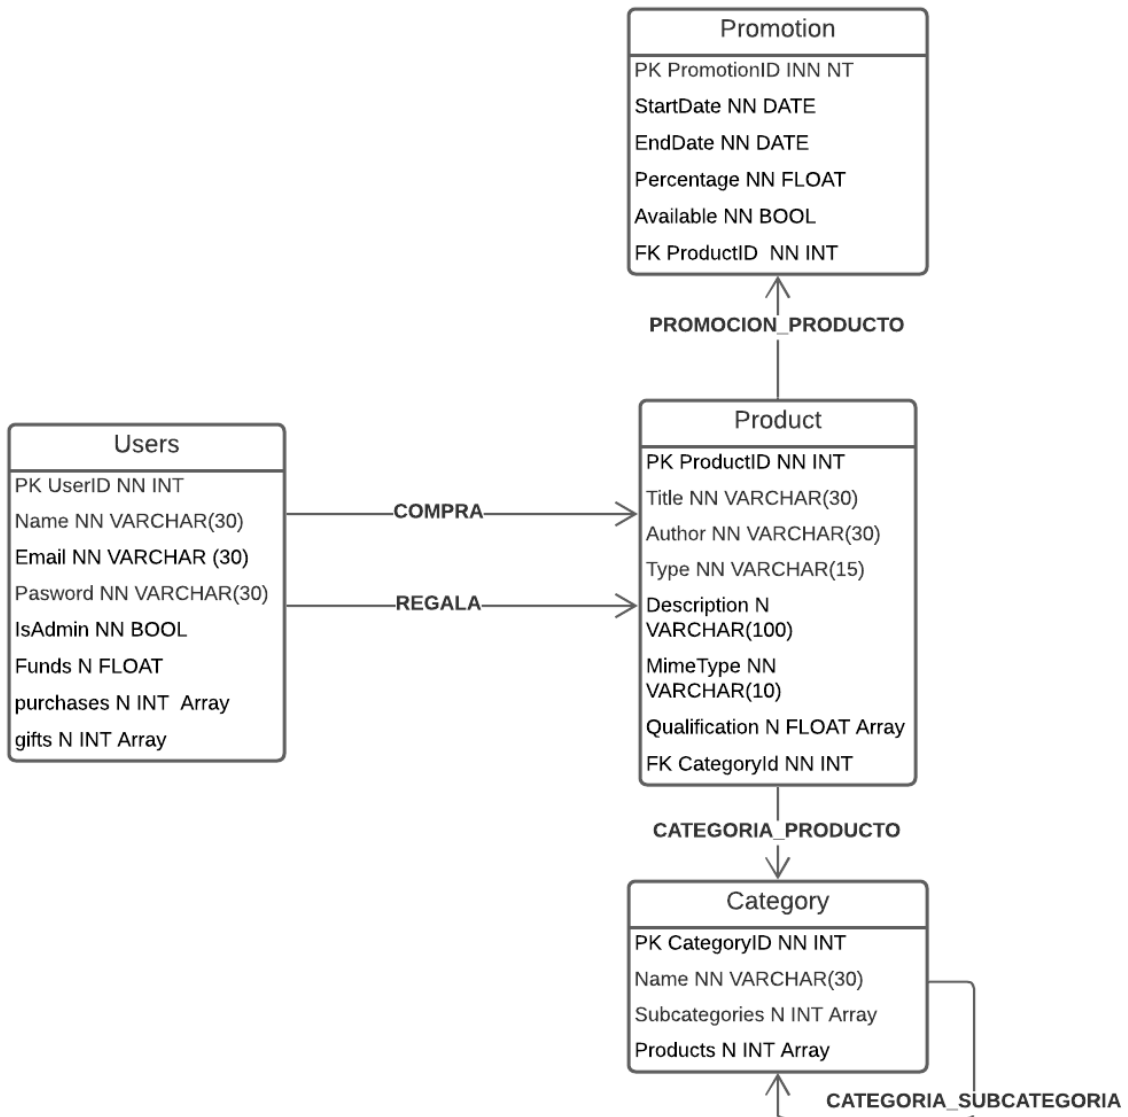 Promotion
PK PromotionID INN NT
StartDate NN DATE
EndDate NN DATE
Percentage NN FLOAT
Available NN BOOL
FK ProductID  NN INT
PROMOCION_PRODUCTO
Users
PK UserID NN INT
Name NN VARCHAR(30)
Email NN VARCHAR (30)
Pasword NN VARCHAR(30)
IsAdmin NN BOOL
Funds N FLOAT
purchases N INT  Array
gifts N INT Array
COMPRA
REGALA
Product
PK ProductID NN INT
Title NN VARCHAR(30)
Author NN VARCHAR(30)
Type NN VARCHAR(15)
Description N
VARCHAR(100)
MimeType NN
VARCHAR(10)
Qualification N FLOAT Array
FK CategoryId NN INT
CATEGORIA_PRODUCTO
Category
PK CategoryID NN INT
Name NN VARCHAR(30)
Subcategories N INT Array
Products N INT Array
CATEGORIA_SUBCATEGORIA